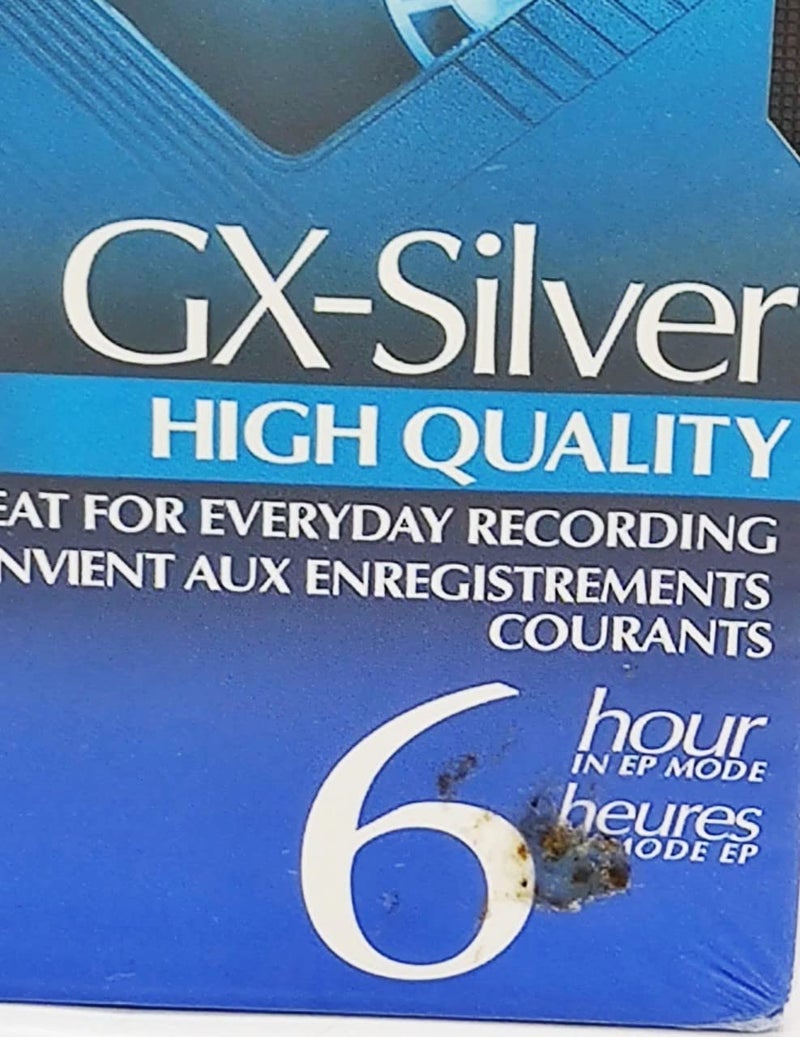 GX-Silver
HIGH QUALITY
EAT FOR EVERYDAY RECORDING
NVIENT AUX ENREGISTREMENTS
COURANTS
6 hour
IN EP MODE
heures
MODE EP